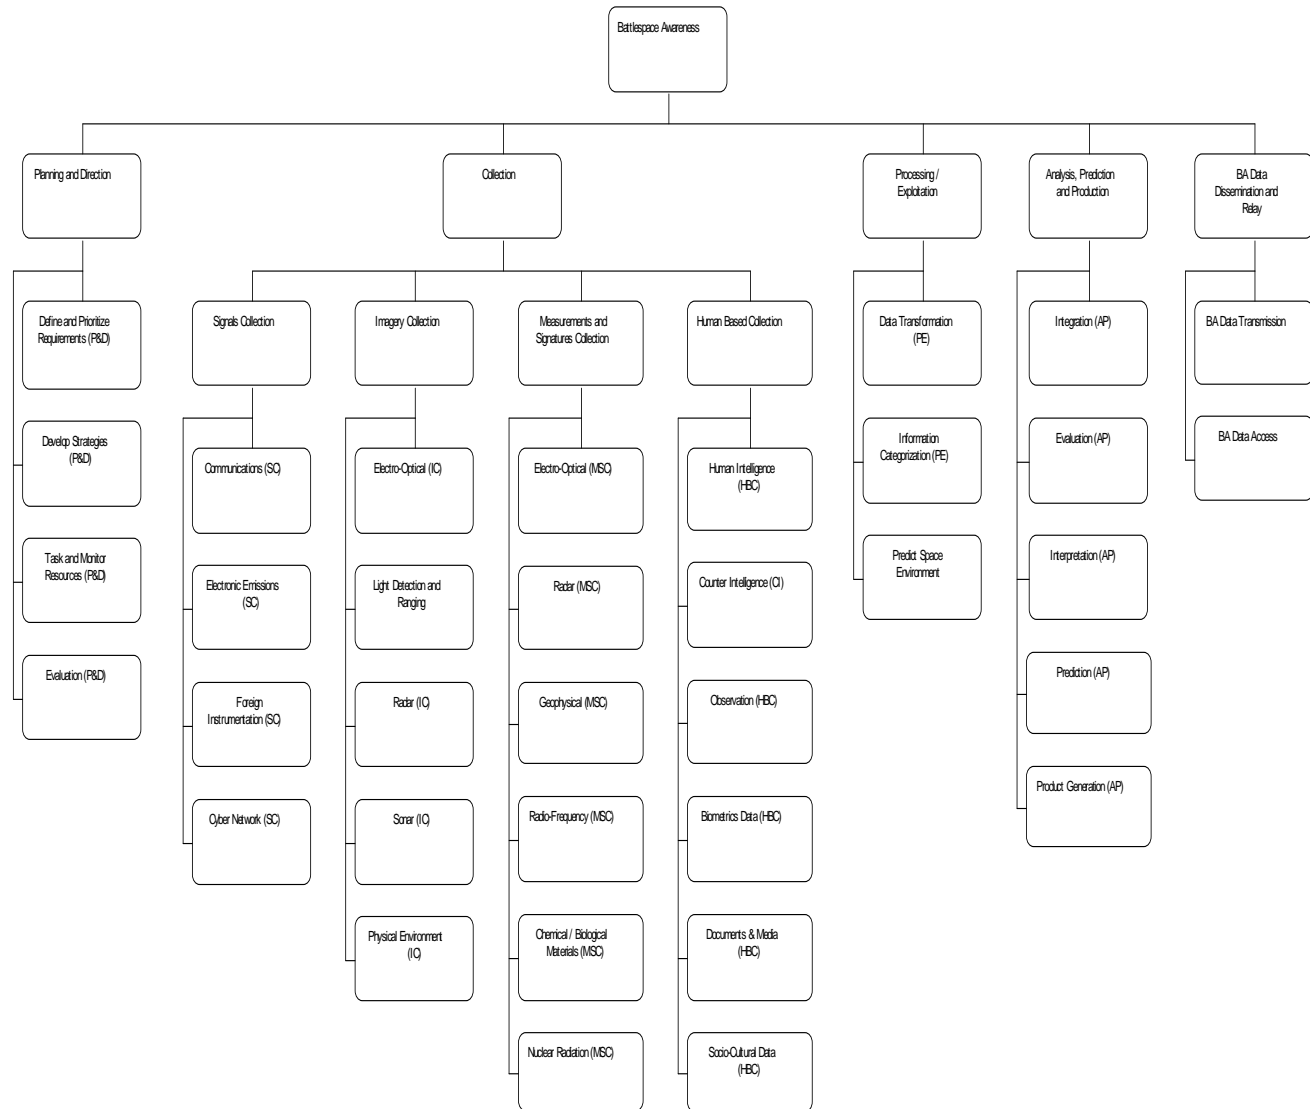 Battlespace Awareness
Planning and Direction
Collection
Processing /
Exploitation
Analysis, Prediction
and Production
BA Data
Dissemination and
Relay
Define and Prioritize
Requirements (P&D)
Signals Collection
Imagery Collection
Measurements and
Signatures Collection
Human Based Collection
Data Transformation
(PE)
Integration (AP)
BA Data Transmission
Develop Strategies
(P&D)
Communications (SC)
Electro-Optical (IC)
Electro-Optical (MSC)
Human Intelligence
(HBC)
Information
Categorization (PE)
Evaluation (AP)
BA Data Access
Task and Monitor
Resources (P&D)
Electronic Emissions
(SC)
Light Detection and
Ranging
Radar (MSC)
Counter Intelligence (CI)
Predict Space
Environment
Interpretation (AP)
Evaluation (P&D)
Foreign
Instrumentation (SC)
Radar (IC)
Geophysical (MSC)
Observation (HBC)
Prediction (AP)
Cyber Network (SC)
Sonar (IC)
Radio-Frequency (MSC)
Biometrics Data (HBC)
Product Generation (AP)
Physical Environment
(IC)
Chemical / Biological
Materials (MSC)
Documents & Media
(HBC)
Nuclear Radiation (MSC)
Socio-Cultural Data
(HBC)